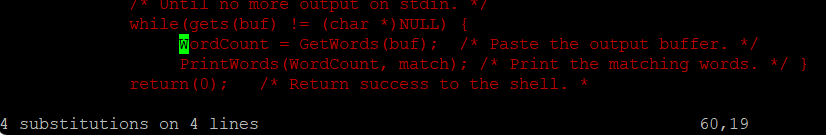 /* Until no more output on stdin. */
while(gets(buf) != (char *)NULL) {
WordCount = GetWords(buf); /* Paste the output buffer. */
PrintWords(WordCount, match); /* Print the matching words. */ }
return(0); /* Return success to the shell. *
4 substitutions on 4 lines 60,19